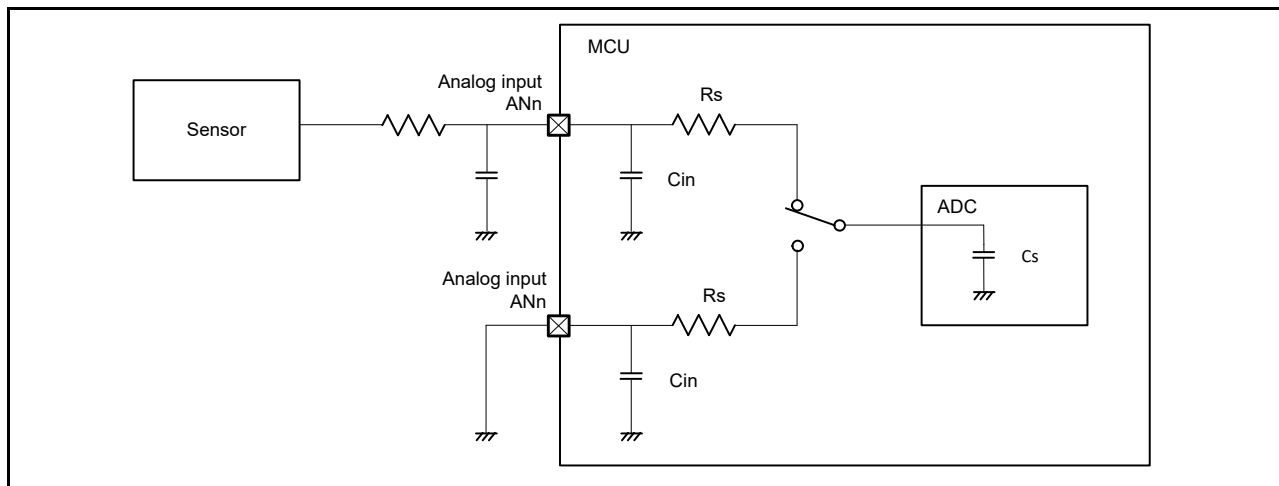 MCU
Analog input
ANn
Rs
Sensor
Cin
ADC
Cs
Analog input
ANn
Rs
Cin